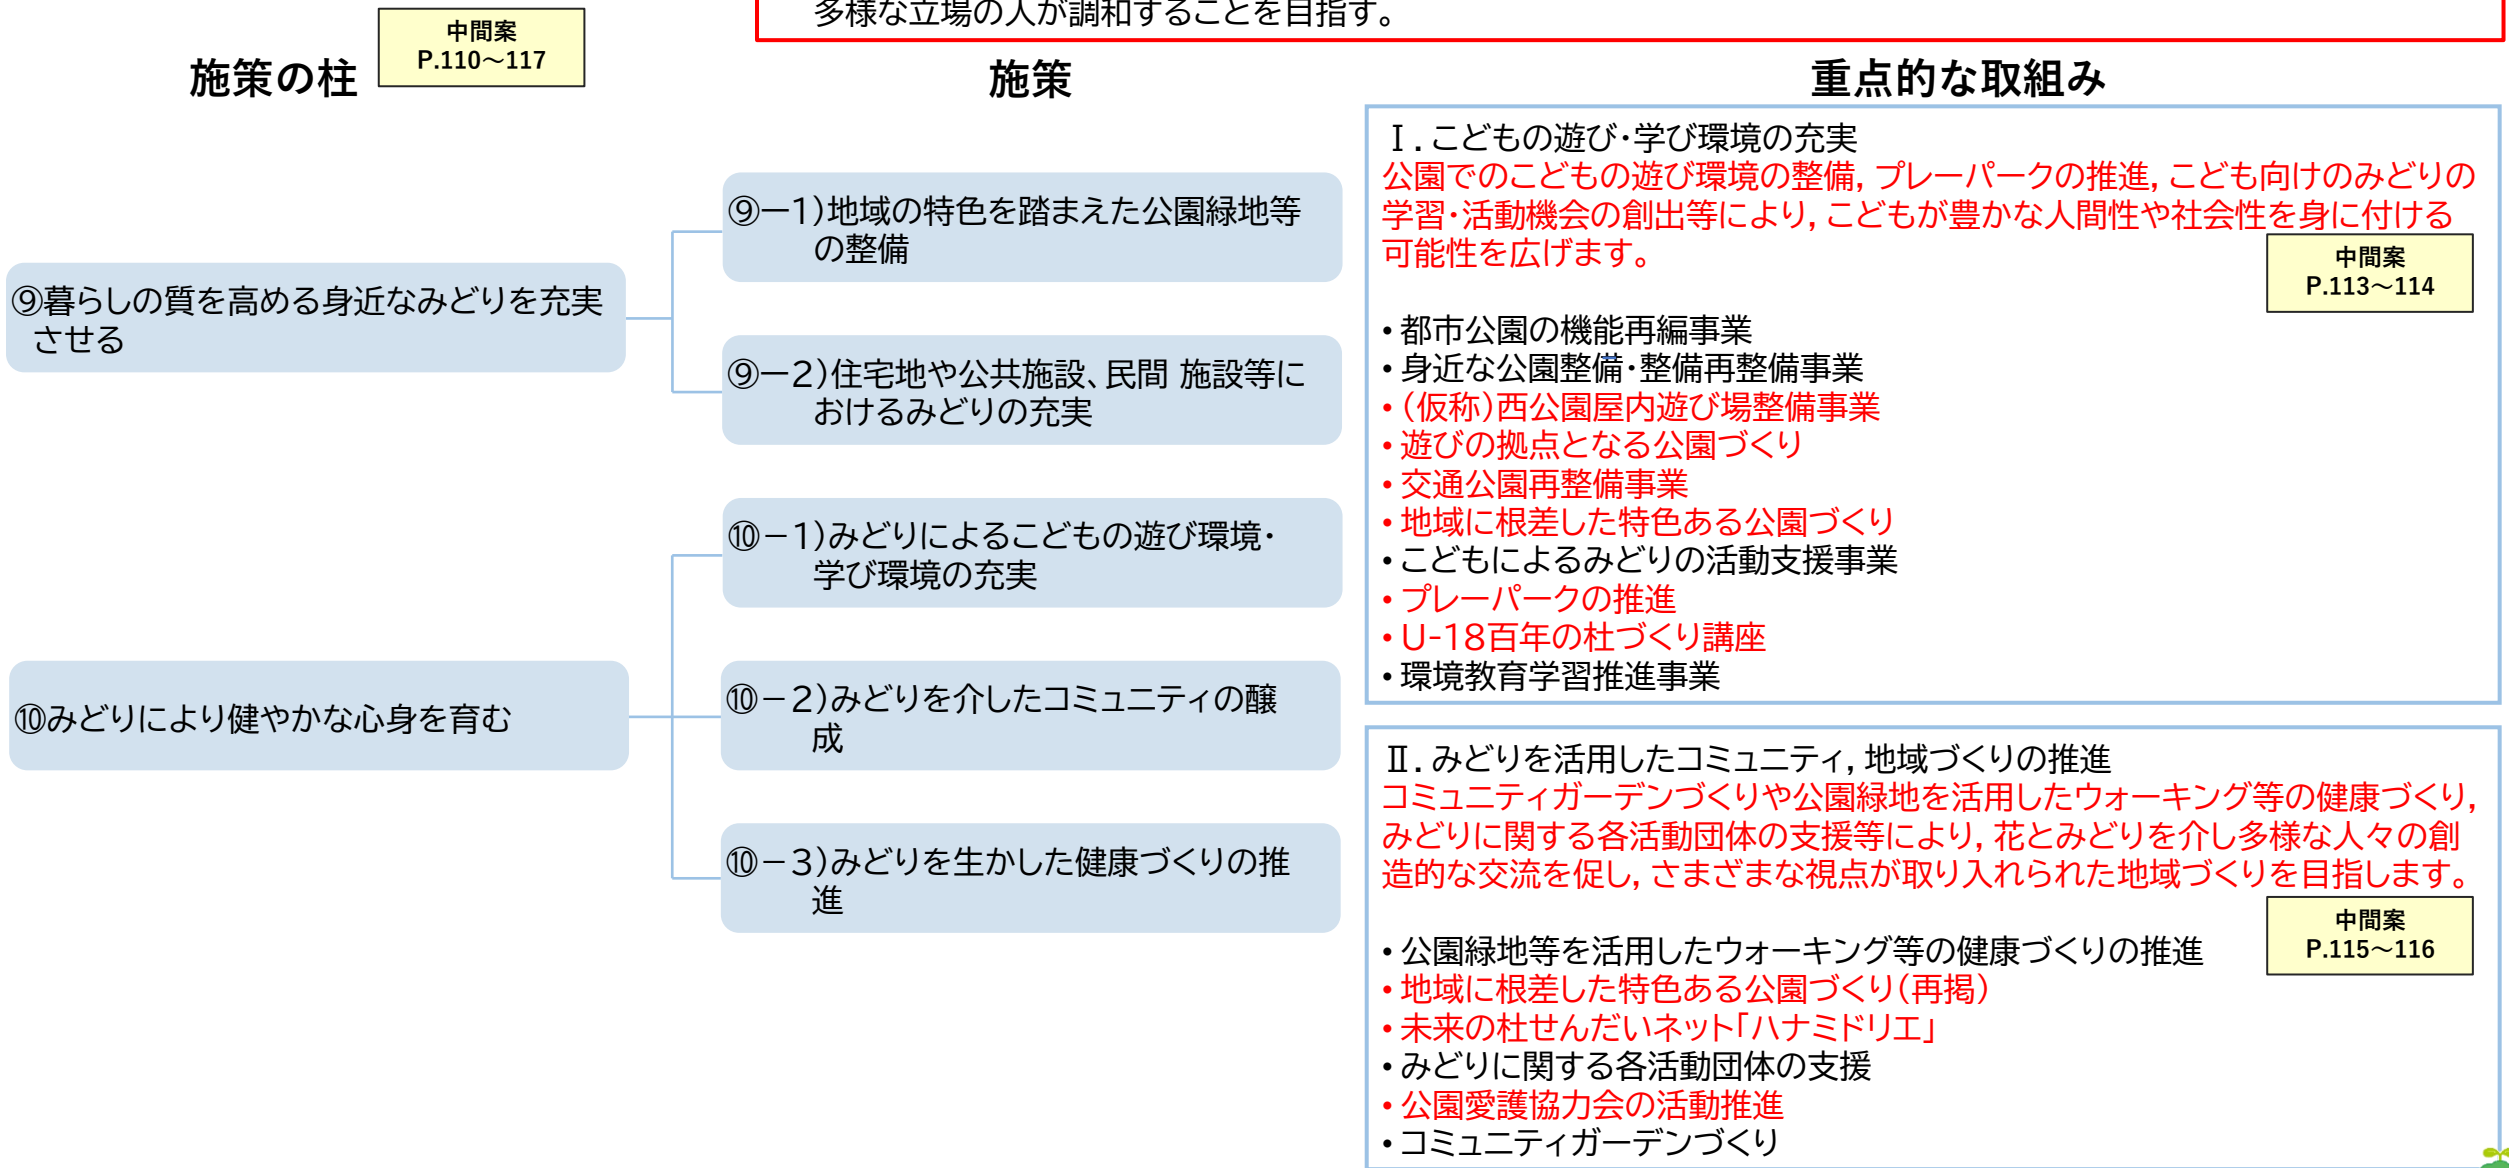 多様な立場の人が調和することを目指す。
中間案
P.110～117
施策の柱
施策
重点的な取組み
⑨暮らしの質を高める身近なみどりを充実
させる
⑨ー1)地域の特色を踏まえた公園緑地等
の整備
⑨ー2)住宅地や公共施設、民間 施設等に
おけるみどりの充実
⑩みどりにより健やかな心身を育む
⑩－1)みどりによるこどもの遊び環境・
学び環境の充実
⑩－2)みどりを介したコミュニティの醸
成
⑩－3)みどりを生かした健康づくりの推
進
Ⅰ．こどもの遊び・学び環境の充実
公園でのこどもの遊び環境の整備，プレーパークの推進，こども向けのみどりの
学習・活動機会の創出等により，こどもが豊かな人間性や社会性を身に付ける
可能性を広げます。
中間案
P.113～114
•都市公園の機能再編事業
•身近な公園整備・整備再整備事業
•（仮称）西公園屋内遊び場整備事業
•遊びの拠点となる公園づくり
•交通公園再整備事業
•地域に根差した特色ある公園づくり
•こどもによるみどりの活動支援事業
•プレーパークの推進
•U-18百年の杜づくり講座
•環境教育学習推進事業
Ⅱ．みどりを活用したコミュニティ，地域づくりの推進
コミュニティガーデンづくりや公園緑地を活用したウォーキング等の健康づくり，
みどりに関する各活動団体の支援等により，花とみどりを介し多様な人々の創
造的な交流を促し，さまざまな視点が取り入れられた地域づくりを目指します。
中間案
P.115～116
•公園緑地等を活用したウォーキング等の健康づくりの推進
•地域に根差した特色ある公園づくり（再掲）
•未来の杜せんだいネット「ハナミドリエ」
•みどりに関する各活動団体の支援
•公園愛護協力会の活動推進
•コミュニティガーデンづくり